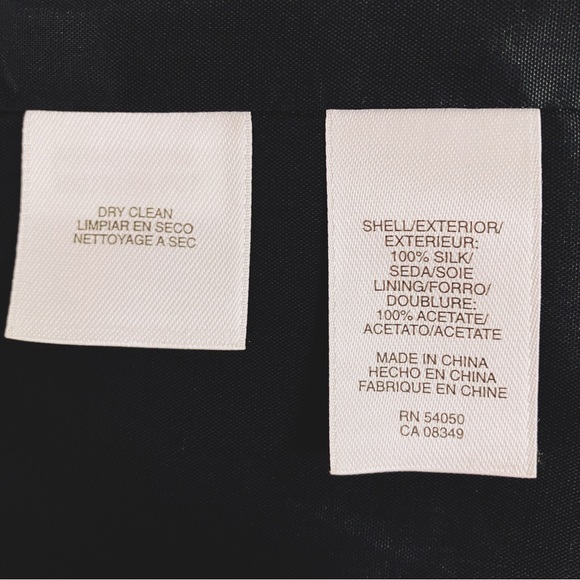 DRY CLEAN
LIMPIAR EN SECO
NETTOYAGE A SEC
SHELL/EXTERIOR/
EXTERIEUR:
100% SILK/
SEDA/SOIE
LINING/FORRO/
DOUBLURE:
100% ACETATE/
ACETATO/ACETATE
MADE IN CHINA
HECHO EN CHINA
FABRIQUE EN CHINE
RN 54050
CA 08349